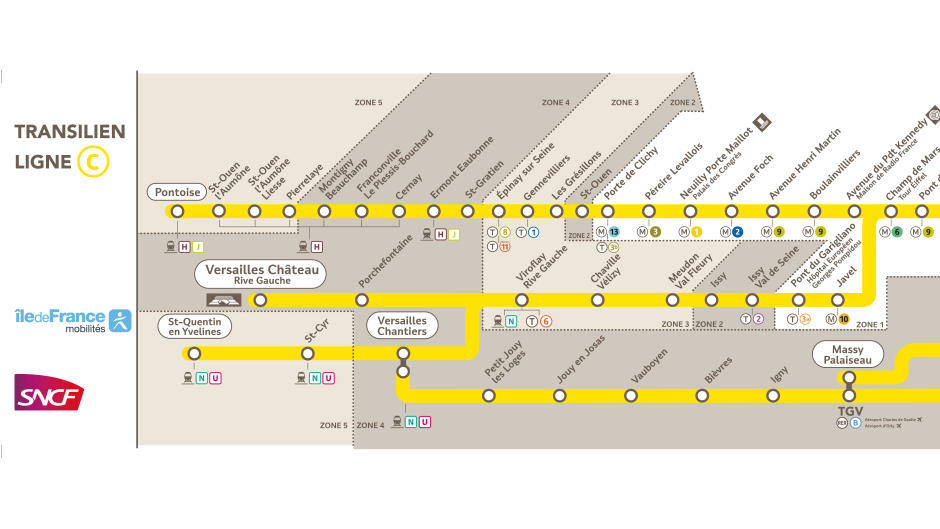 TRANSILIEN
LIGNE C
îledeFrance
mobilités
SNCF
ZONE 5
ZONE 4
ZONE 3
ZONE 2
Pontoise
St-Ouen
l'Aumône
St-Ouen
l'Aumône
Liesse
Pierrelaye
Montigny
Beauchamp
Franconville
Le Plessis-Bouchard
Cernay
Ermont Eaubonne
St-Gratien
Épinay sur Seine
Gennevilliers
Les Grésillons
St-Ouen
Porte de Clichy
Péreire Levallois
Neuilly Porte Maillot
Palais des Congrès
Avenue Foch
Avenue Henri Martin
Boulainvilliers
Avenue du Pdt Kennedy
Maison de Radio France
Champ de Mars
Tour Eiffel
Pont d
H J
H
H J
T 8
T 11
T 1
ZONE 2
M 13
T 3b
M 3
M 1
M 2
M 9
M 9
M 6
M 9
Versailles Château
Rive Gauche
Porchefontaine
Viroflay
Rive Gauche
Chaville
Vélizy
Meudon
Val Fleury
Issy
Issy
Val de Seine
Pont du Garigliano
Hôpital Européen
Georges Pompidou
Javel
N T 6
T 2
T 3a
M 10
ZONE 3
ZONE 2
ZONE 1
St-Quentin
en Yvelines
St-Cyr
Versailles
Chantiers
N U
N U
N U
Petit Jouy
les Loges
Jouy en Josas
Vauboyen
Bièvres
Igny
Massy
Palaiseau
TGV
RER B
Aéroport Charles de Gaulle
Aéroport d'Orly
ZONE 5
ZONE 4